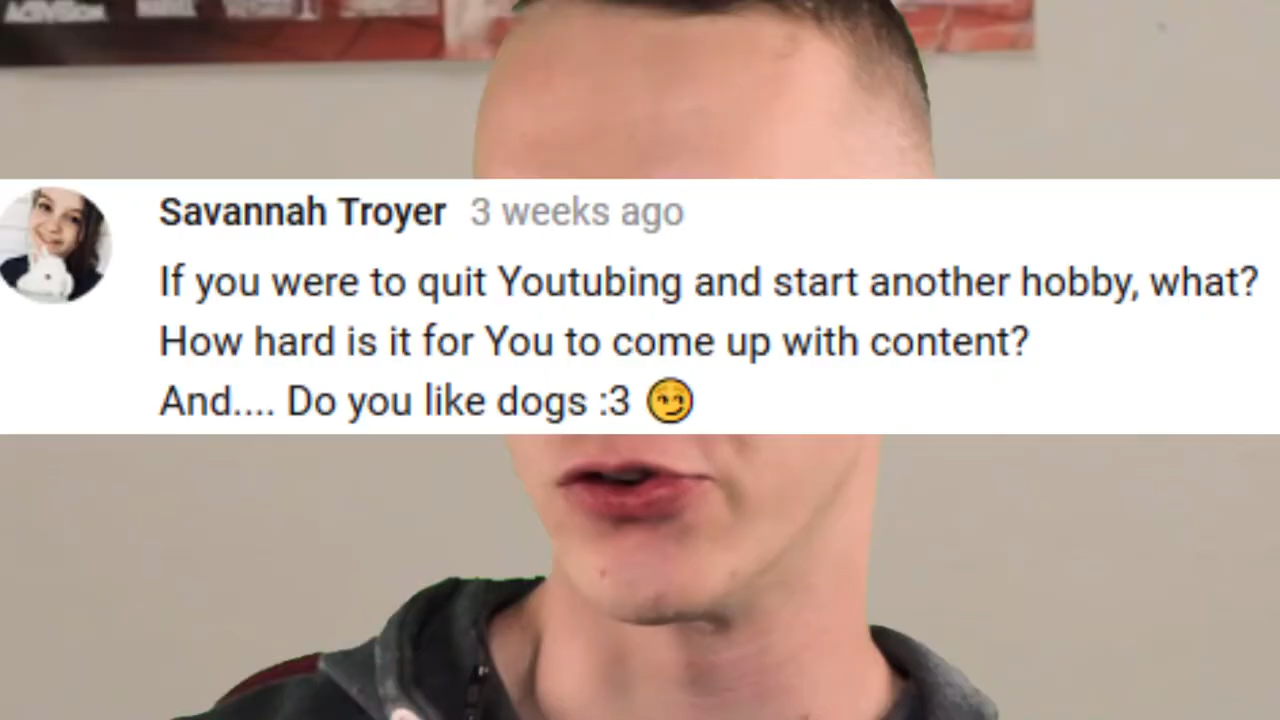 ACTIVISION
Savannah Troyer 3 weeks ago
If you were to quit Youtubing and start another hobby, what?
How hard is it for You to come up with content?
And.... Do you like dogs :3 😏